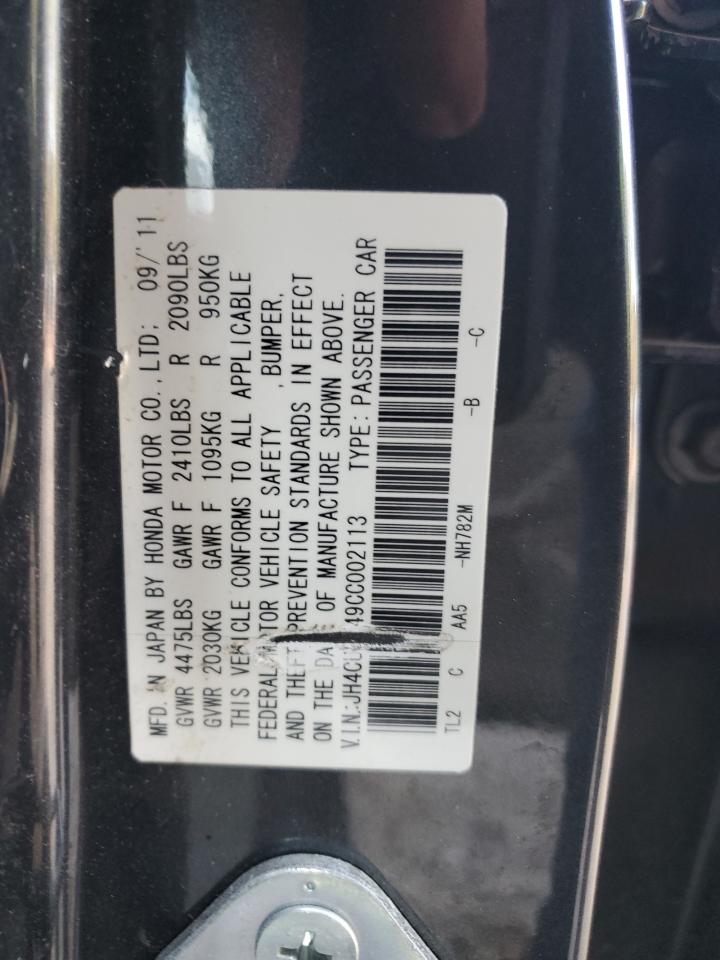 MFD. IN JAPAN BY HONDA MOTOR CO.,LTD; 09/'11
GVWR 4475LBS GAWR F 2410LBS R 2090LBS
GVWR 2030KG GAWR F 1095KG R 950KG
THIS VEHICLE CONFORMS TO ALL APPLICABLE
FEDERAL MOTOR VEHICLE SAFETY ,BUMPER,
AND THEFT PREVENTION STANDARDS IN EFFECT
ON THE OF MANUFACTURE SHOWN ABOVE.
V.I.N.: TYPE: PASSENGER CAR
TL2 C AA5 -NH782M -B -C